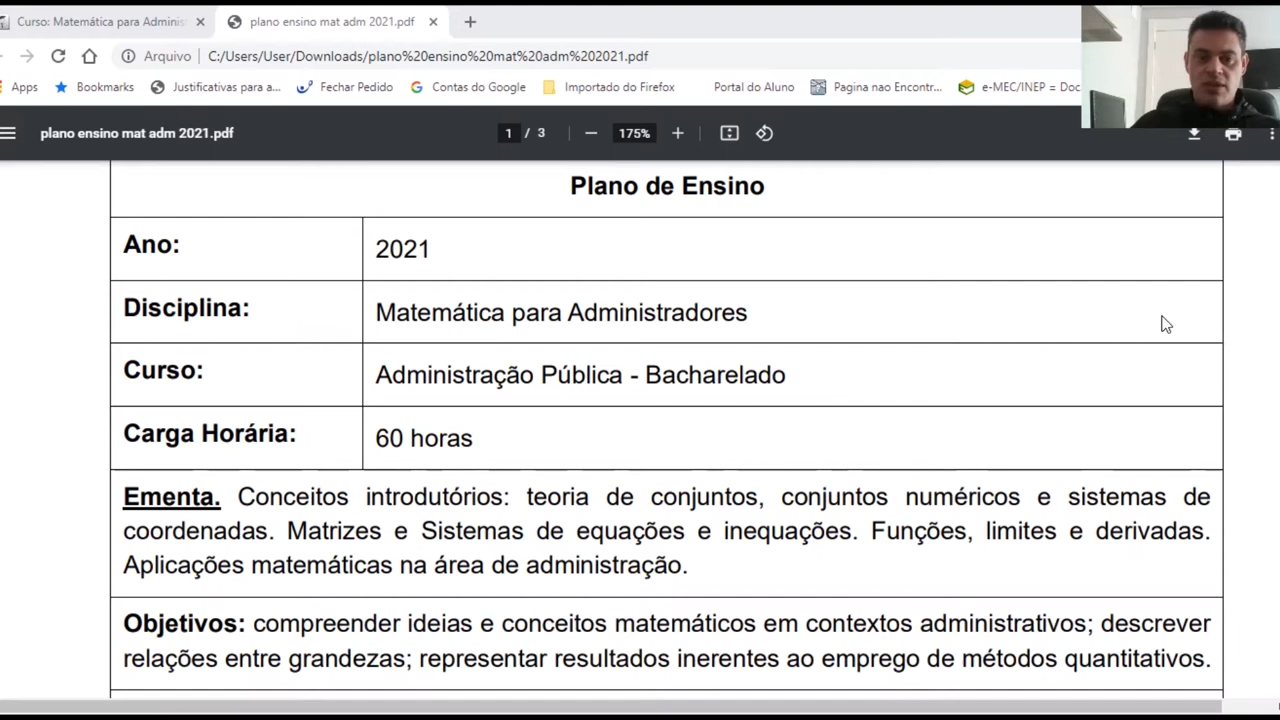 Curso: Matemática para Adminis
plano ensino mat adm 2021.pdf
Arquivo C:/Users/User/Downloads/plano%20ensino%20mat%20adm%202021.pdf
Apps Bookmarks Justificativas para a... Fechar Pedido Contas do Google Importado do Firefox Portal do Aluno Pagina nao Encontr... e-MEC/INEP = Doc
plano ensino mat adm 2021.pdf 1 / 3 175%
Plano de Ensino
Ano: 2021
Disciplina: Matemática para Administradores
Curso: Administração Pública - Bacharelado
Carga Horária: 60 horas
Ementa. Conceitos introdutórios: teoria de conjuntos, conjuntos numéricos e sistemas de
coordenadas. Matrizes e Sistemas de equações e inequações. Funções, limites e derivadas.
Aplicações matemáticas na área de administração.
Objetivos: compreender ideias e conceitos matemáticos em contextos administrativos; descrever
relações entre grandezas; representar resultados inerentes ao emprego de métodos quantitativos.